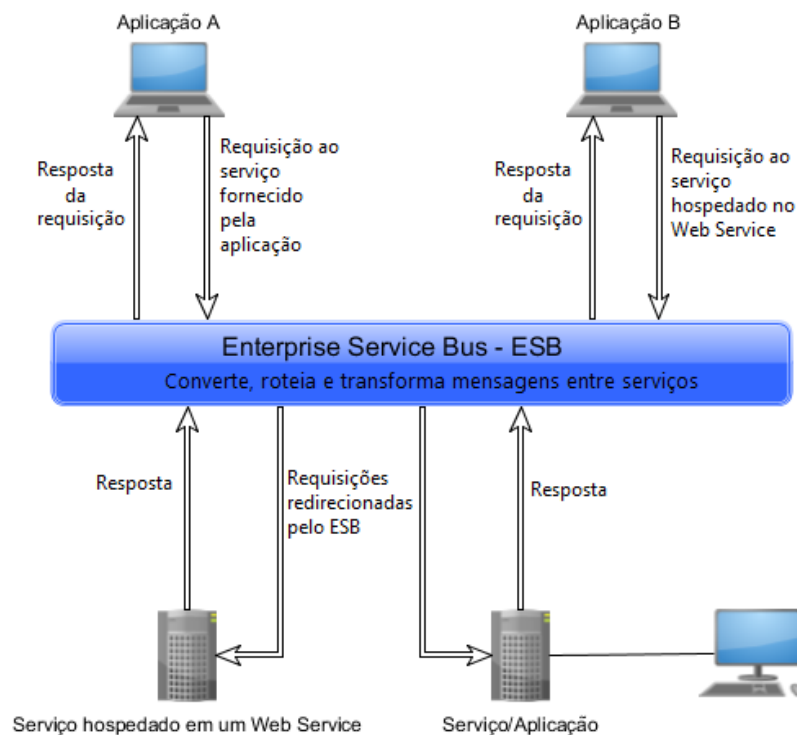 Aplicação A
Aplicação B
Resposta
da
requisição
Requisição ao
serviço
fornecido
pela
aplicação
Resposta
da
requisição
Requisição ao
serviço
hospedado no
Web Service
Enterprise Service Bus - ESB
Converte, roteia e transforma mensagens entre serviços
Resposta
Requisições
redirecionadas
pelo ESB
Resposta
Serviço hospedado em um Web Service
Serviço/Aplicação